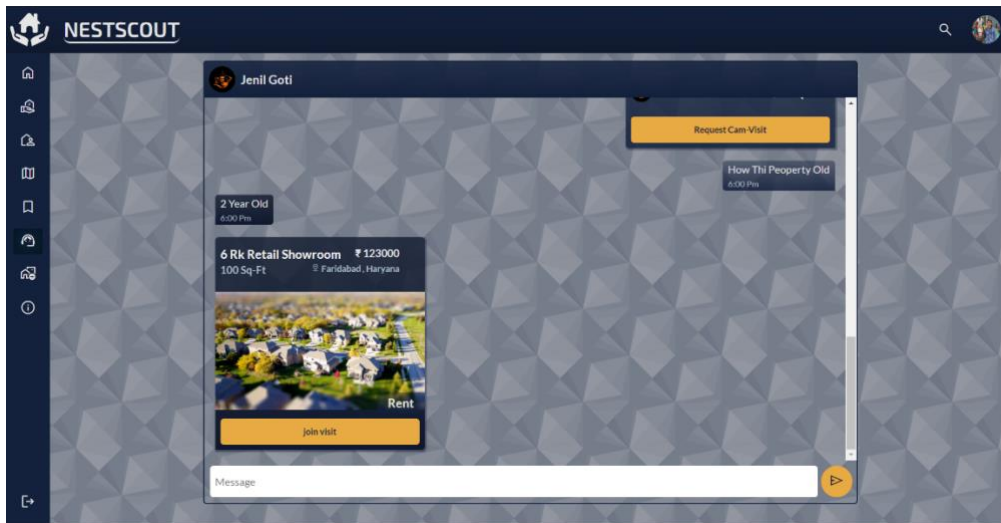 NESTSCOUT
Jenil Goti
Request Cam-Visit
How Thi Peoperty Old
6:00 Pm
2 Year Old
6:00 Pm
6 Rk Retail Showroom ₹ 123000
100 Sq-Ft Faridabad, Haryana
Rent
join visit
Message